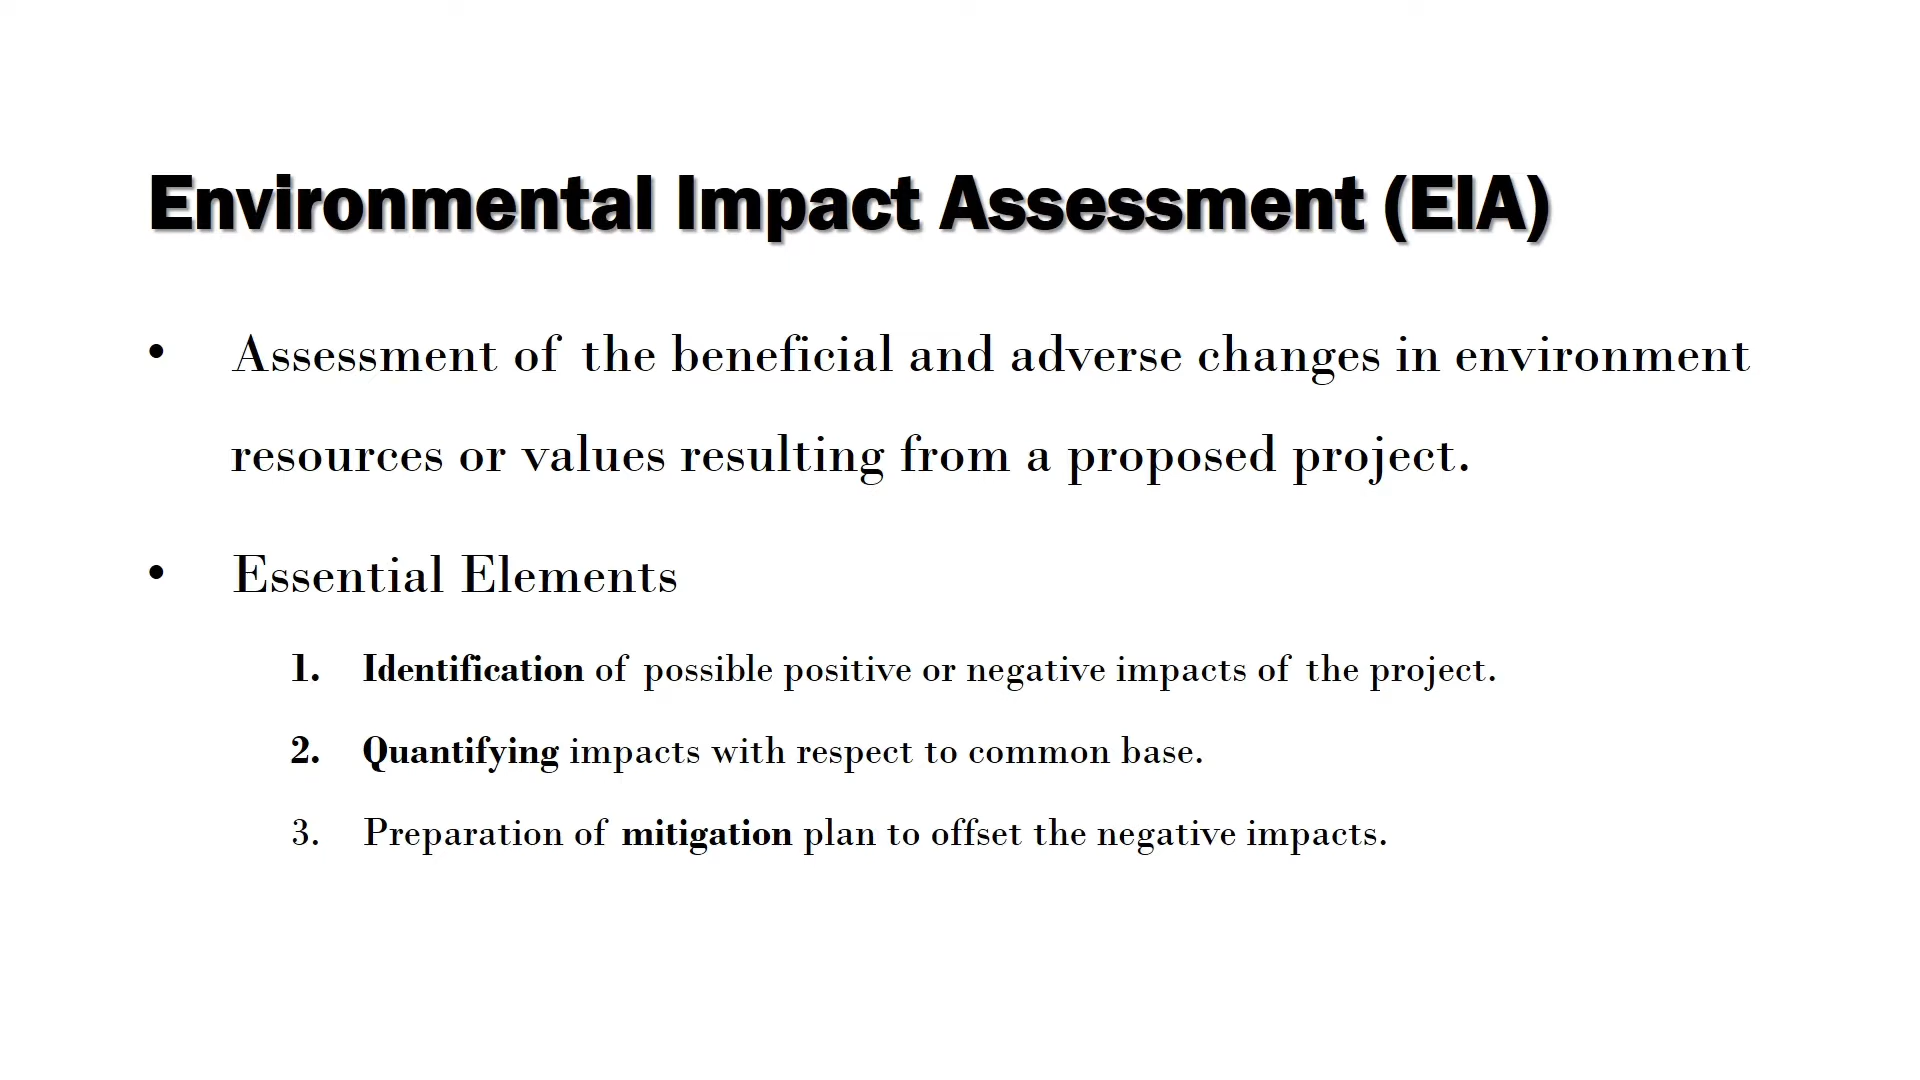 Environmental Impact Assessment (EIA)
• Assessment of the beneficial and adverse changes in environment
resources or values resulting from a proposed project.
• Essential Elements
1. Identification of possible positive or negative impacts of the project.
2. Quantifying impacts with respect to common base.
3. Preparation of mitigation plan to offset the negative impacts.